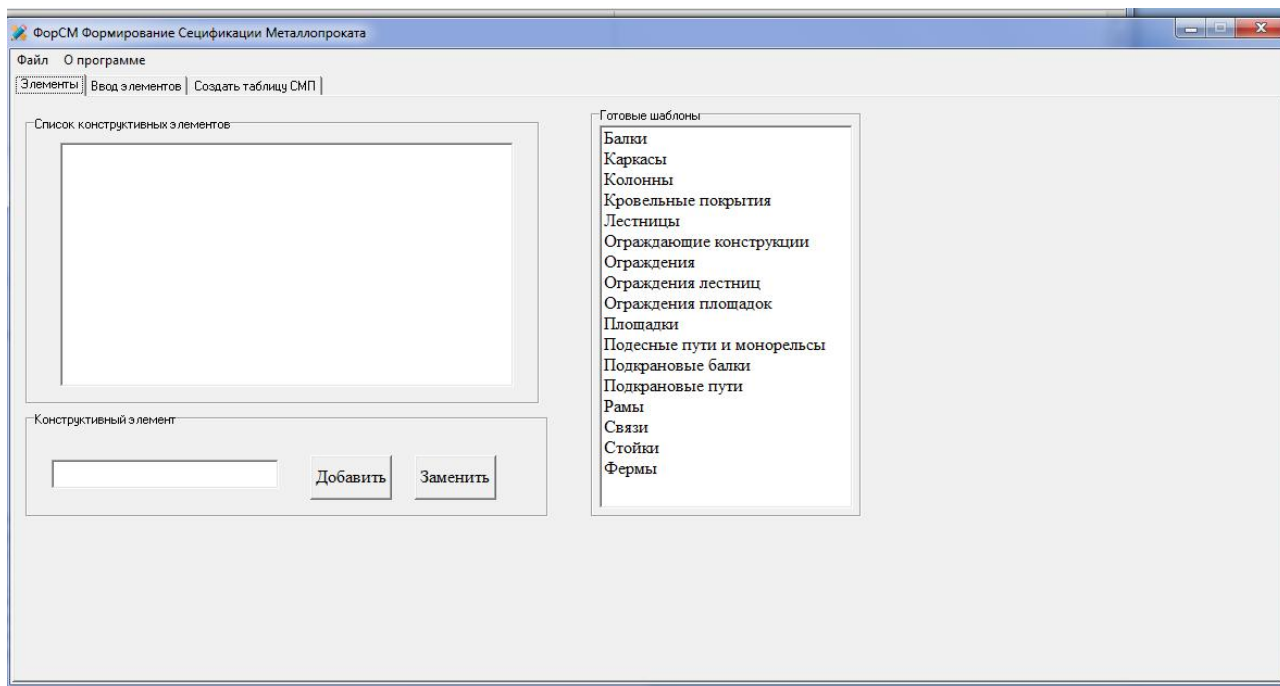 ФорСМ Формирование Сецификации Металлопроката
Файл О программе
Элементы Ввод элементов Создать таблицу СМП
Список конструктивных элементов
Конструктивный элемент
Добавить Заменить
Готовые шаблоны
Балки
Каркасы
Колонны
Кровельные покрытия
Лестницы
Ограждающие конструкции
Ограждения
Ограждения лестниц
Ограждения площадок
Площадки
Подесные пути и монорельсы
Подкрановые балки
Подкрановые пути
Рамы
Связи
Стойки
Фермы